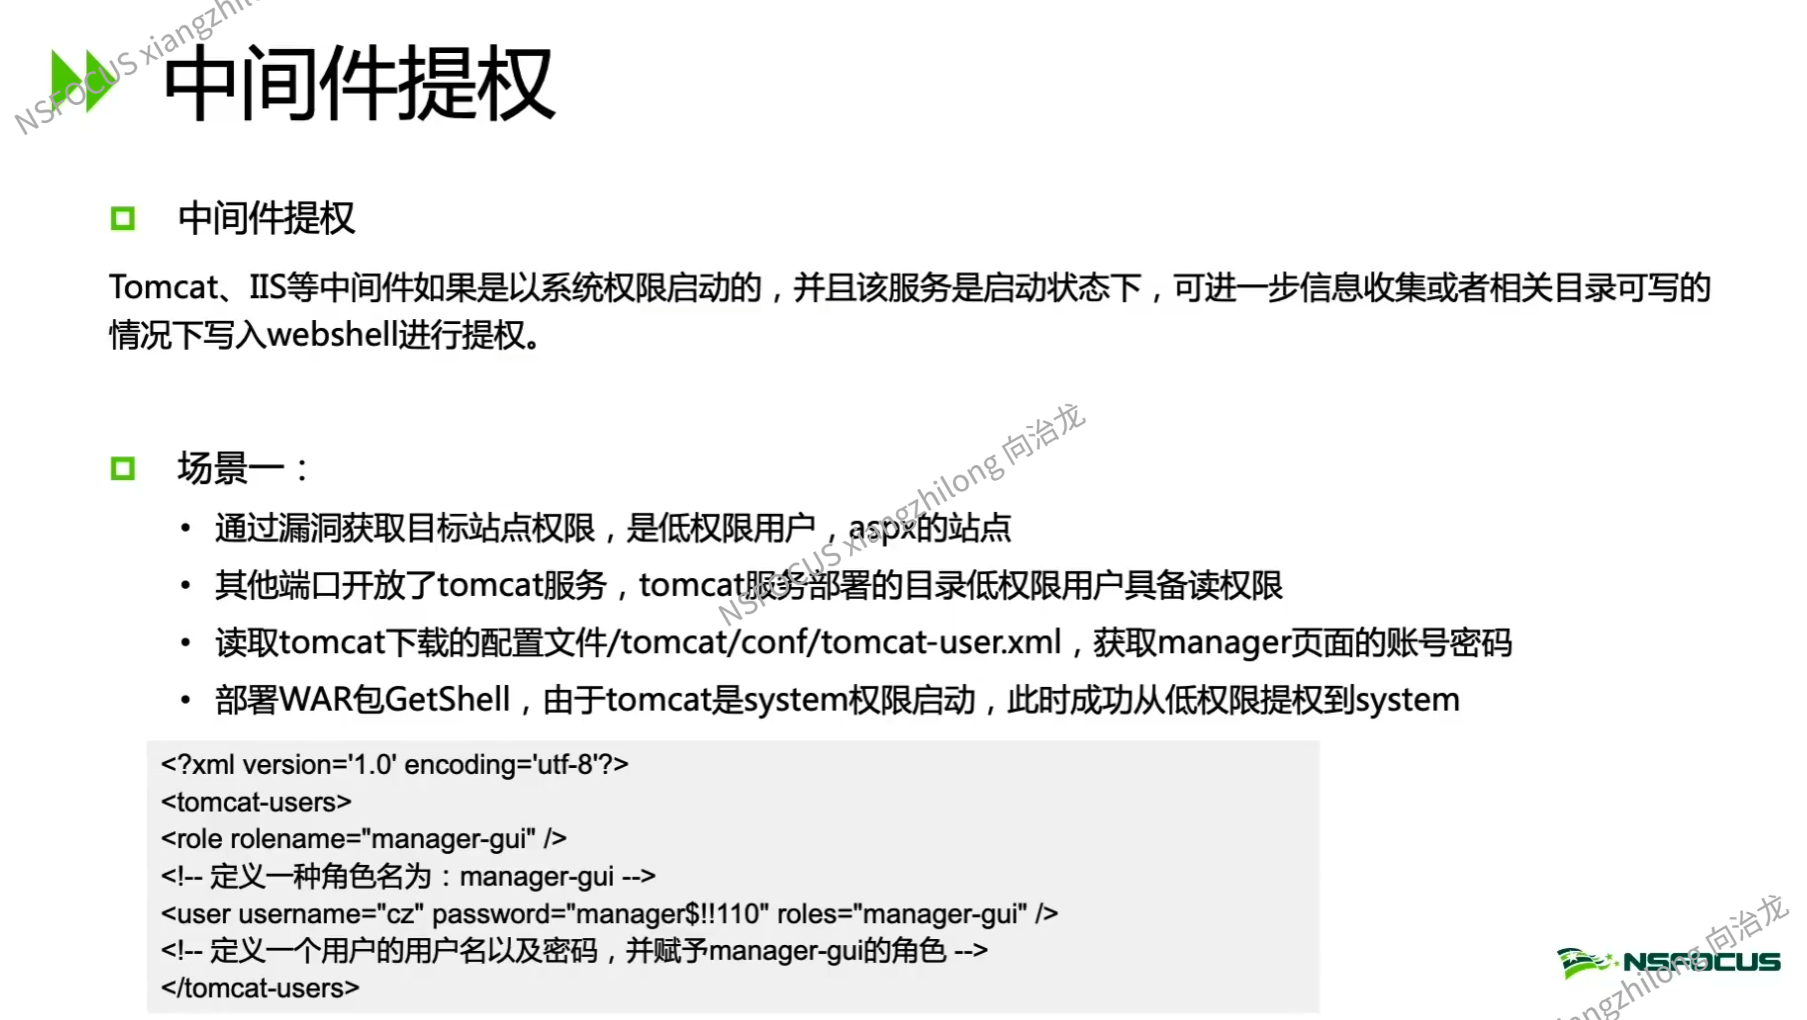 中间件提权
中间件提权
Tomcat、IIS等中间件如果是以系统权限启动的，并且该服务是启动状态下，可进一步信息收集或者相关目录可写的
情况下写入webshell进行提权。
场景一：
• 通过漏洞获取目标站点权限，是低权限用户，aspx的站点
• 其他端口开放了tomcat服务，tomcat服务部署的目录低权限用户具备读权限
• 读取tomcat下载的配置文件/tomcat/conf/tomcat-user.xml，获取manager页面的账号密码
• 部署WAR包GetShell，由于tomcat是system权限启动，此时成功从低权限提权到system
<?xml version='1.0' encoding='utf-8'?>
<tomcat-users>
<role rolename="manager-gui" />
<!-- 定义一种角色名为：manager-gui -->
<user username="cz" password="manager$!!110" roles="manager-gui" />
<!-- 定义一个用户的用户名以及密码，并赋予manager-gui的角色 -->
</tomcat-users>
NSFOCUS
NSFOCUS xiangzhilong 向治龙
NSFOCUS xiangzhi
angzhilong 向治龙